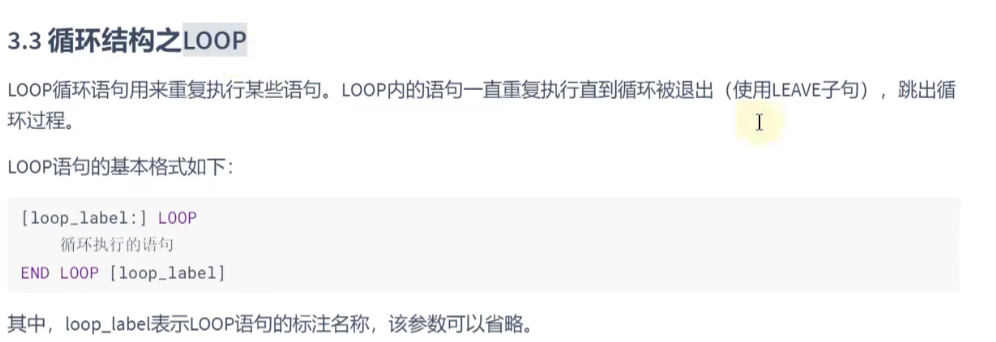 3.3 循环结构之LOOP
LOOP循环语句用来重复执行某些语句。LOOP内的语句一直重复执行直到循环被退出（使用LEAVE子句），跳出循
环过程。
LOOP语句的基本格式如下：
[loop_label:] LOOP
循环执行的语句
END LOOP [loop_label]
其中，loop_label表示LOOP语句的标注名称，该参数可以省略。